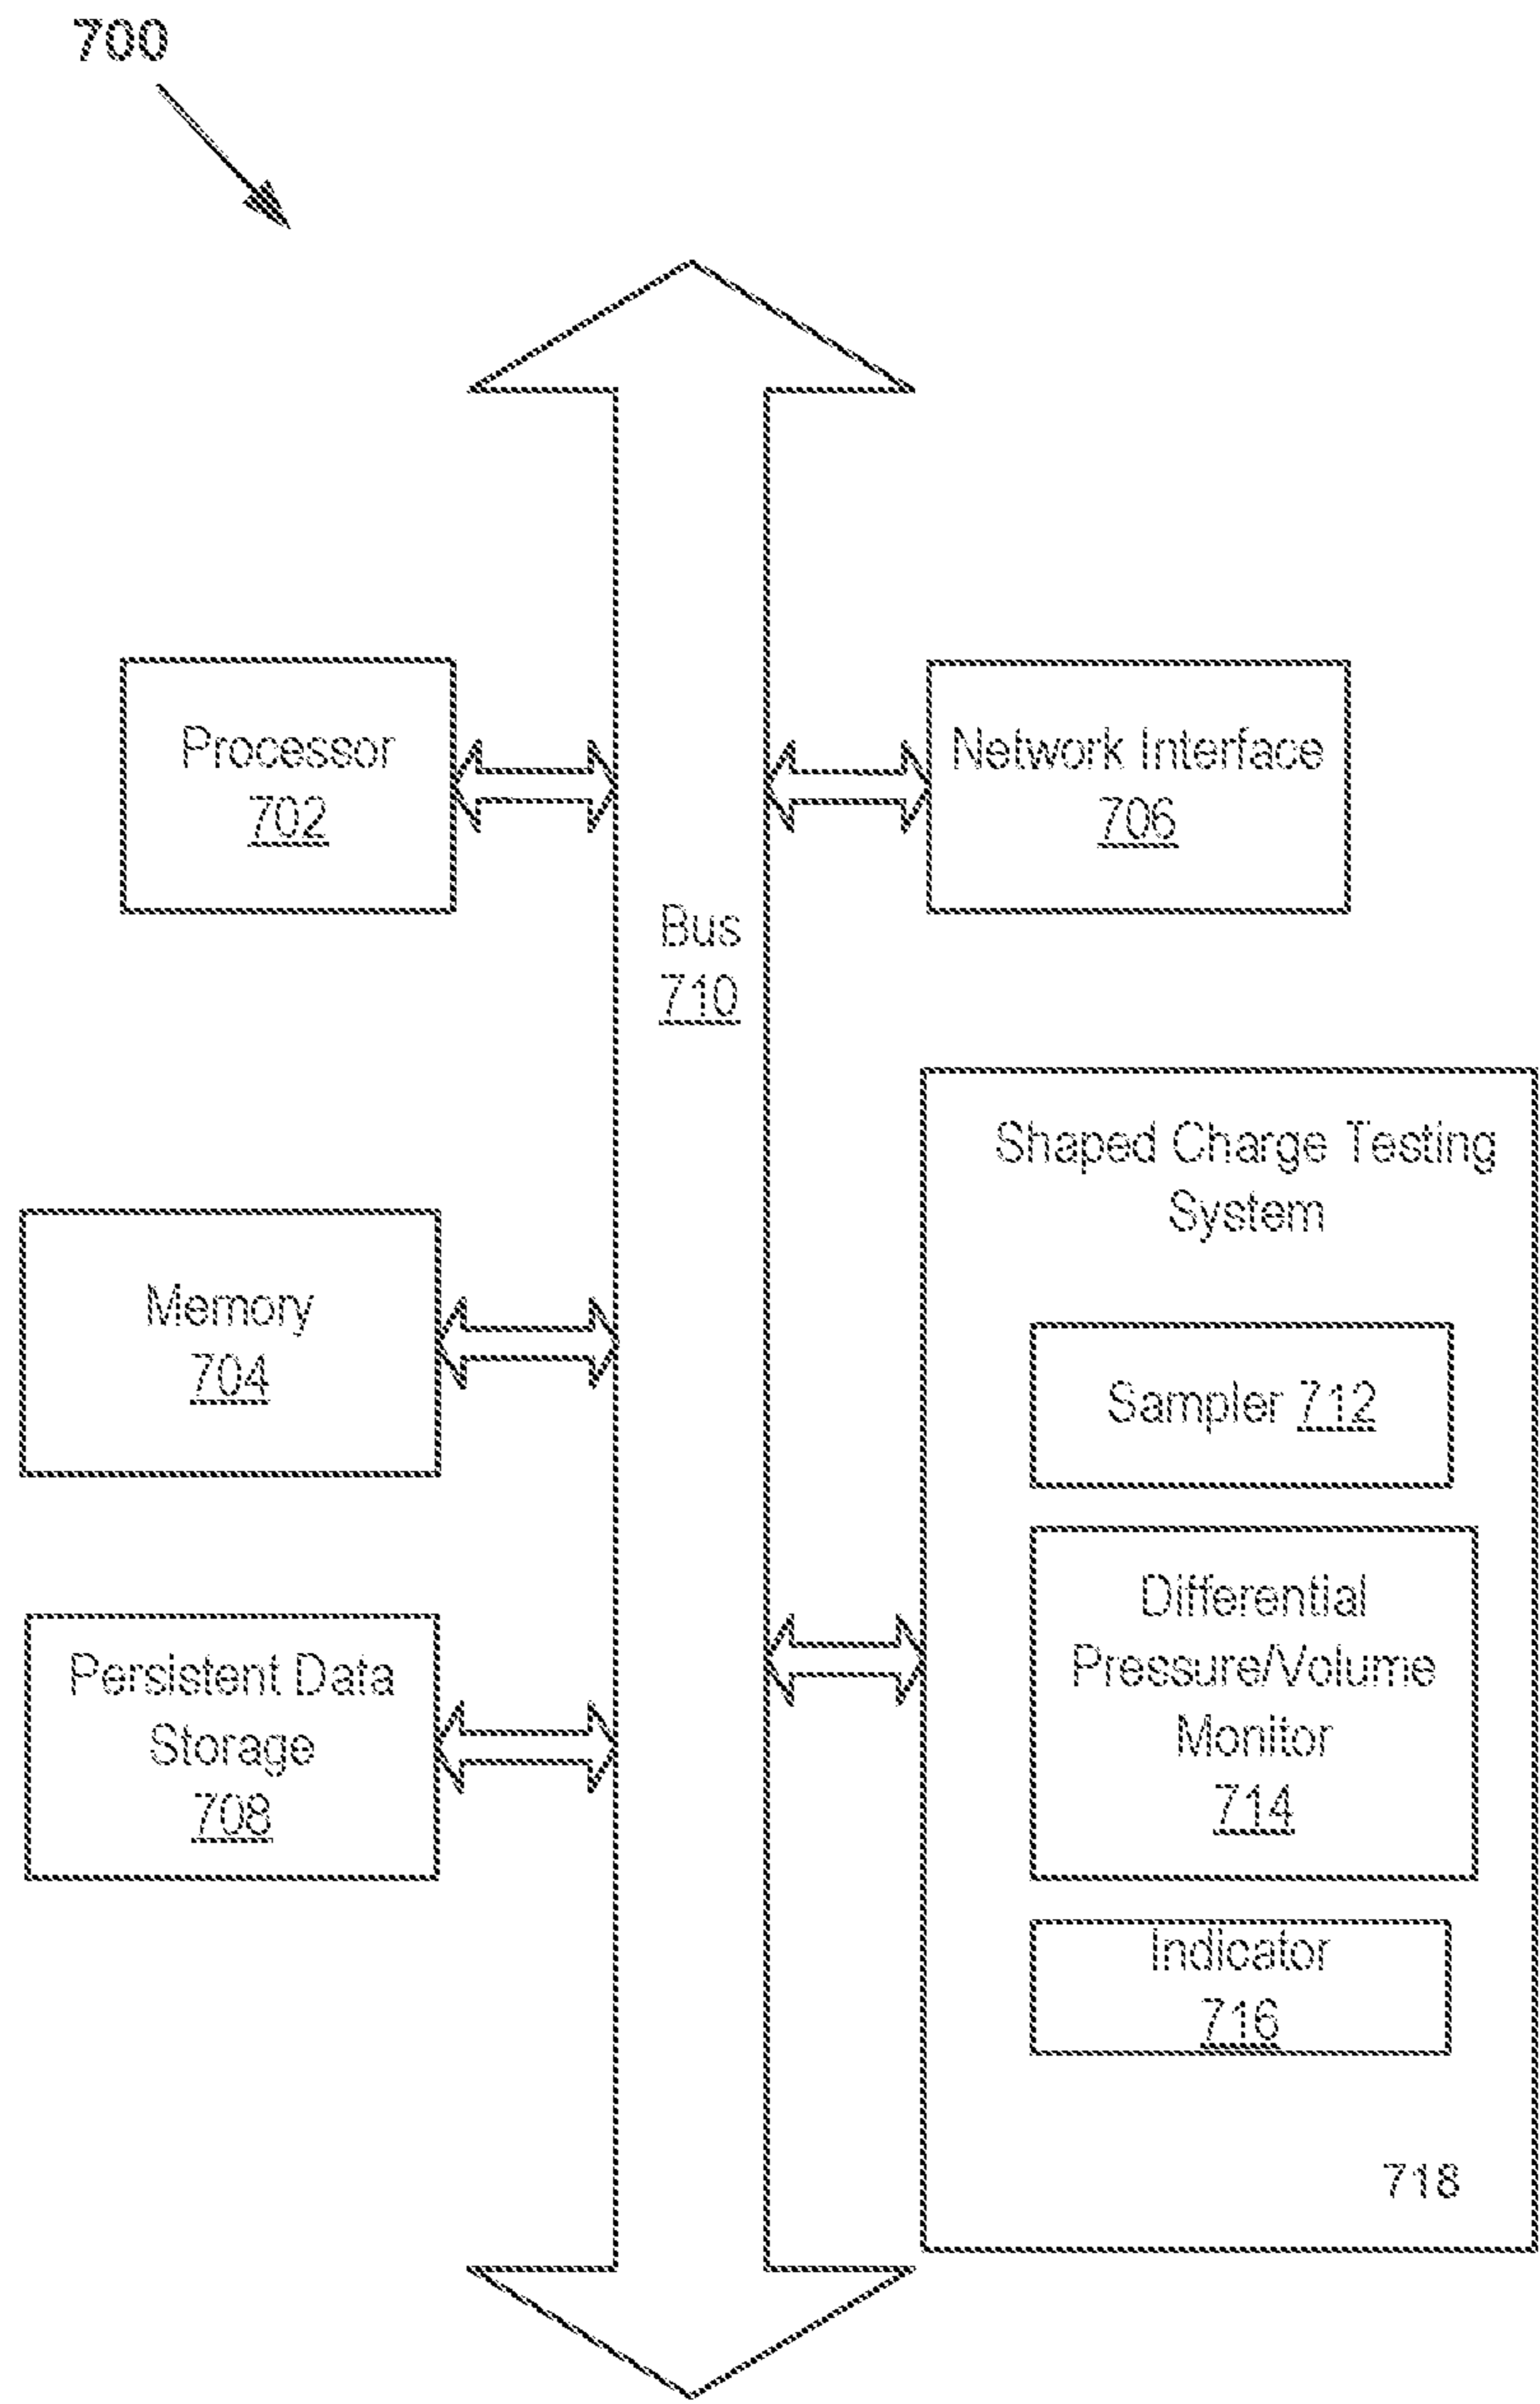 700
Processor
702
Network Interface
706
Bus
710
Shaped Charge Testing
System
Memory
704
Sampler 712
Differential
Pressure/Volume
Monitor
714
Persistent Data
Storage
708
Indicator
716
718